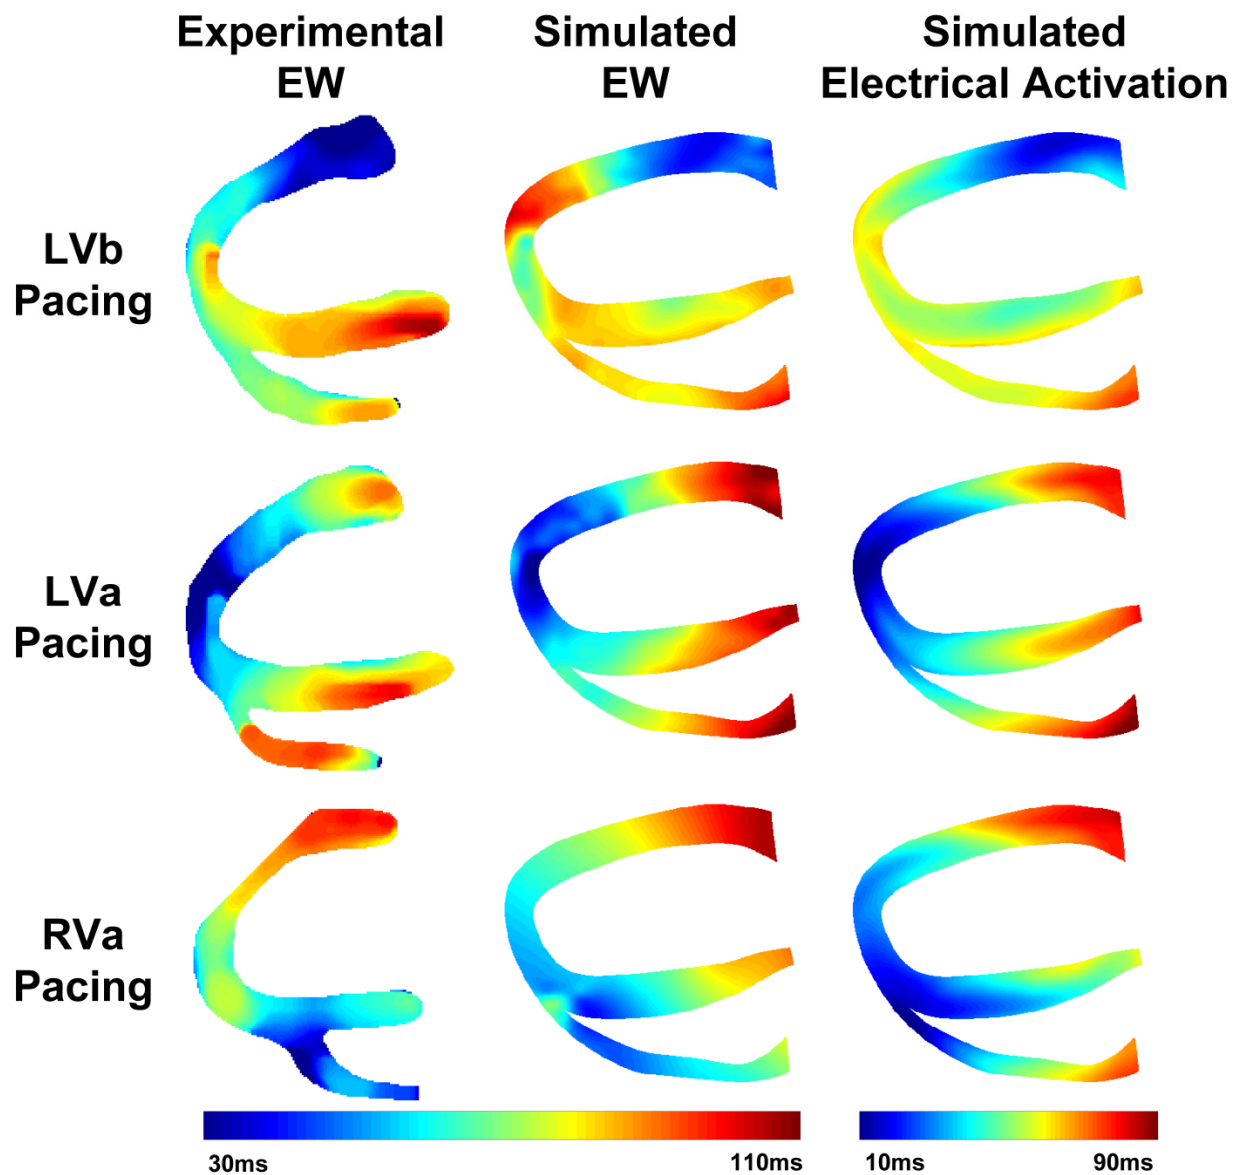 Experimental
EW
Simulated
EW
Simulated
Electrical Activation
LVb
Pacing
LVa
Pacing
RVa
Pacing
30ms
110ms
10ms
90ms